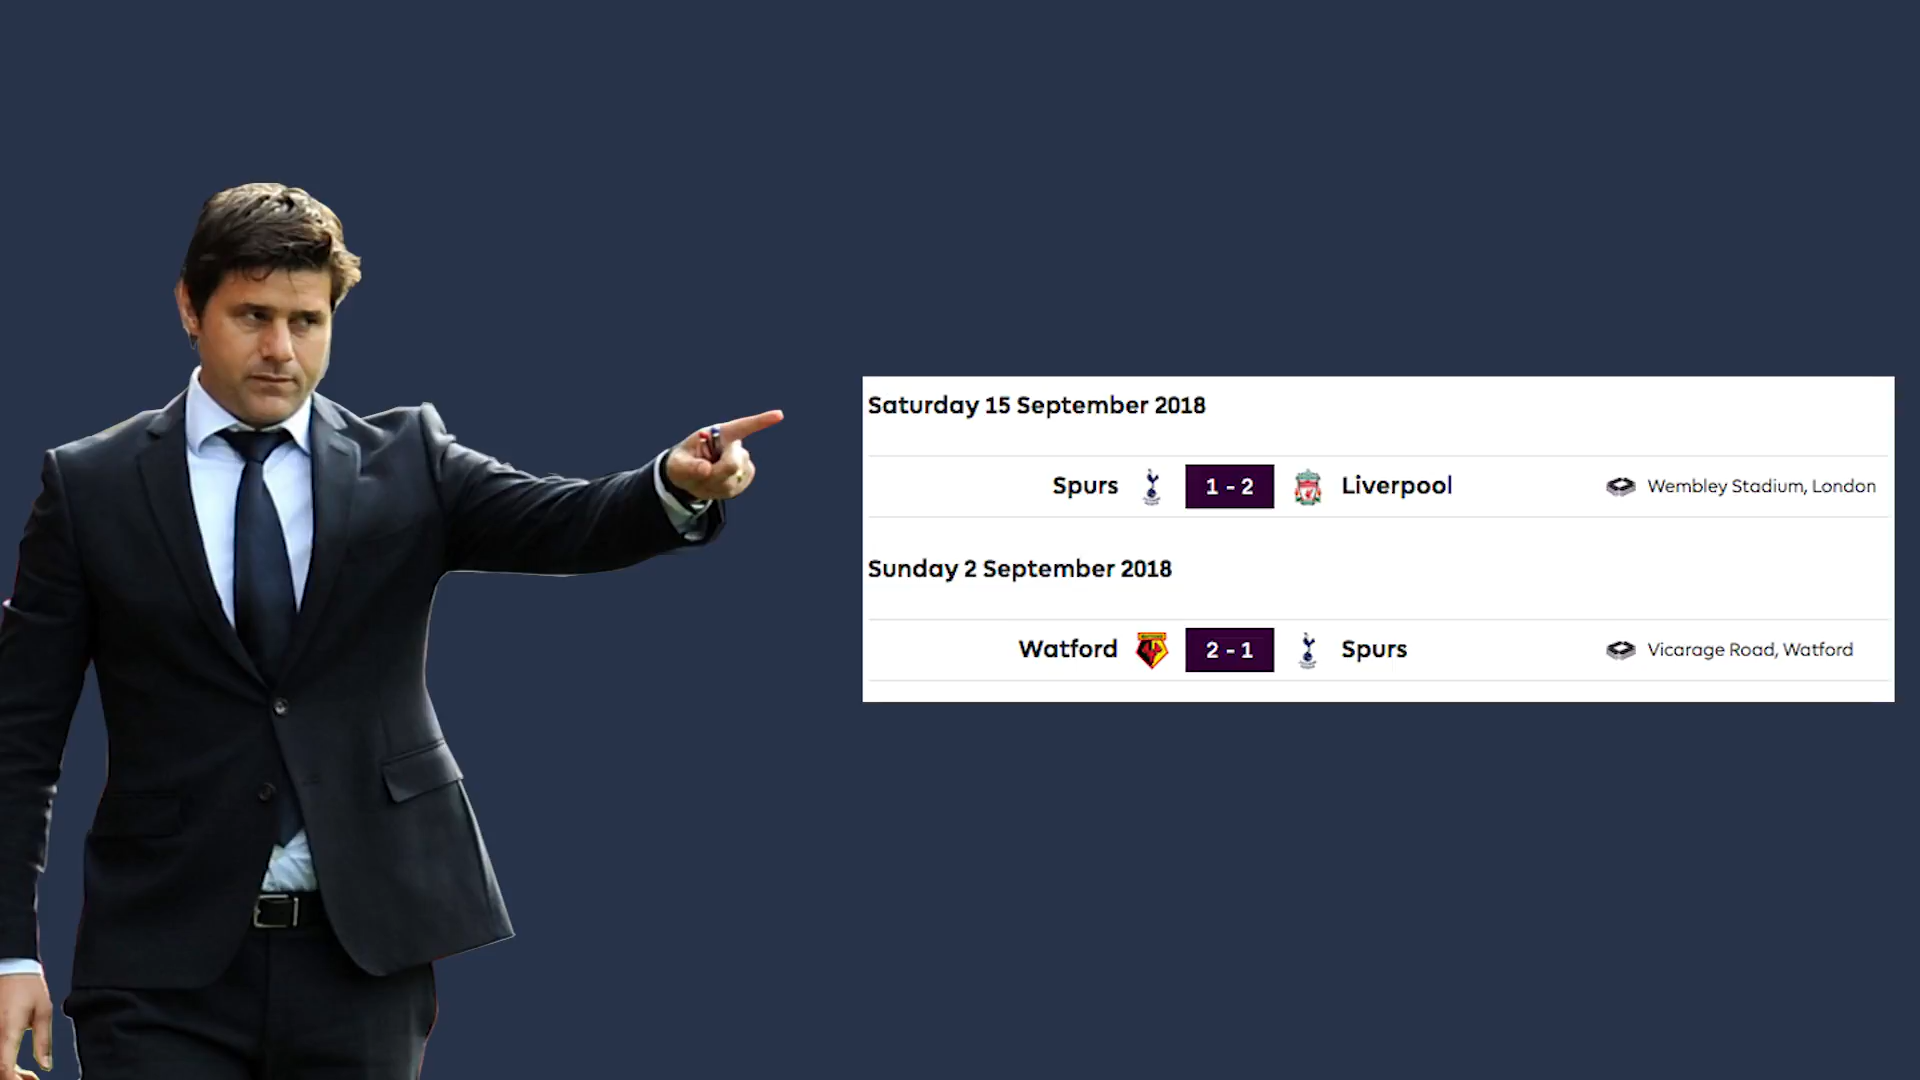 Saturday 15 September 2018
Spurs 1 - 2 Liverpool Wembley Stadium, London
Sunday 2 September 2018
Watford 2 - 1 Spurs Vicarage Road, Watford